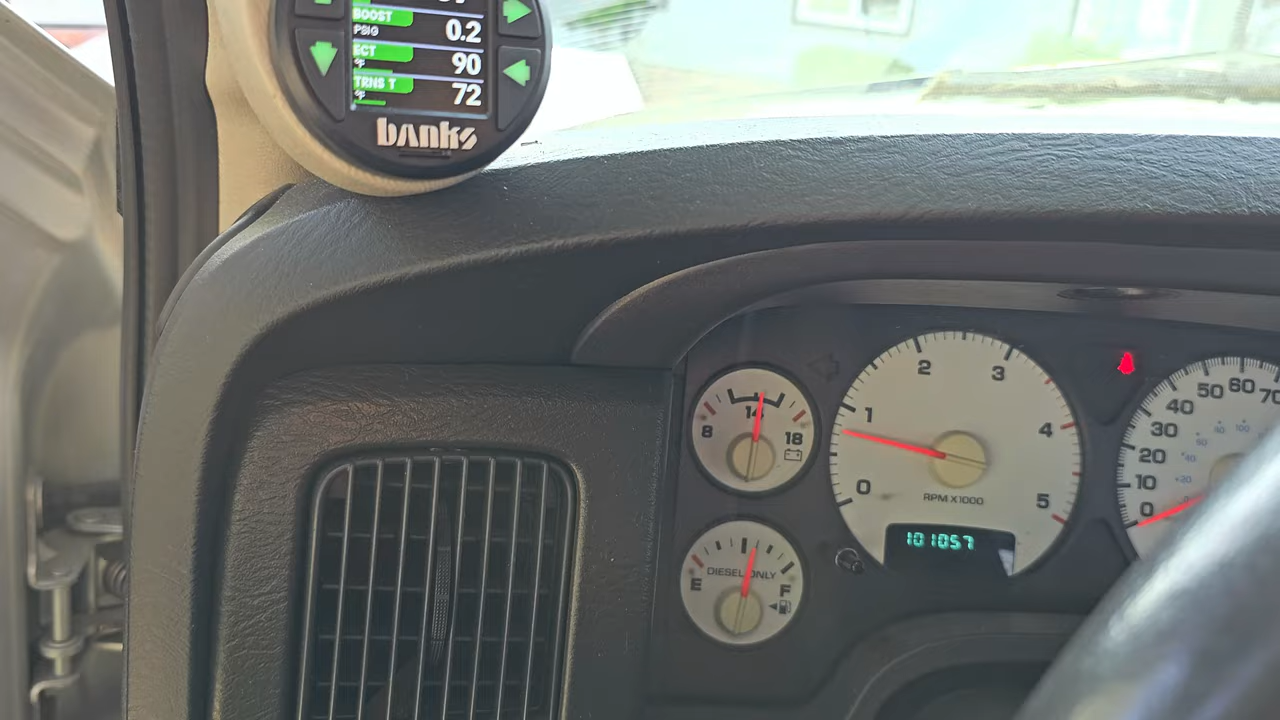 BOOST
PSIG
0.2
ECT
°F
90
TRNS T
°F
72
banks
8
14
18
E
DIESEL ONLY
F
0
1
2
3
4
5
RPM X1000
101057
0
10
20
30
40
50
60
70